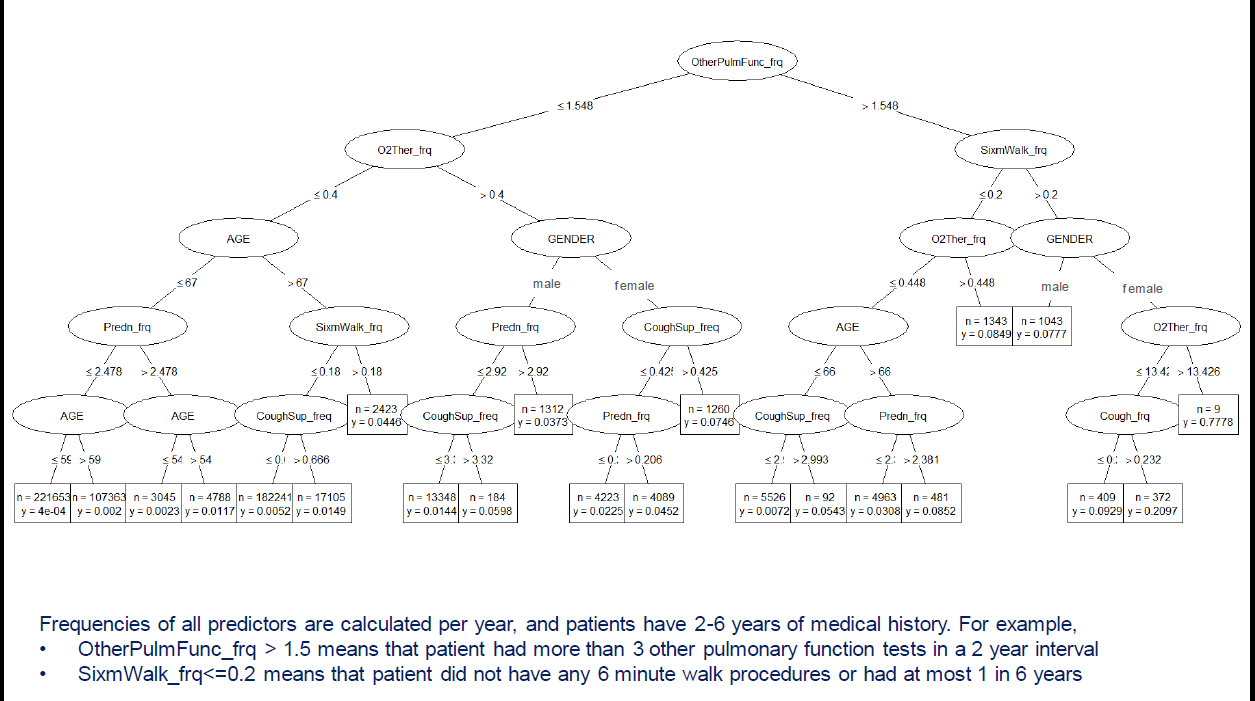 OtherPulmFunc_frq
≤ 1.548
> 1.548
O2Ther_frq
SixmWalk_frq
≤ 0.4
> 0.4
≤0.2
>0.2
AGE
GENDER
O2Ther_frq
GENDER
≤67
>67
male
female
≤ 0.448
>0.448
male
female
Predn_frq
SixmWalk_frq
Predn_frq
CoughSup_freq
AGE
n = 1343
y = 0.0849
n = 1043
y = 0.0777
O2Ther_frq
≤ 2.478
> 2.478
≤0.18
> 0.18
≤2.92
> 2.92
> 0.425
≤ 66
> 66
> 13.426
AGE
AGE
CoughSup_freq
n = 2423
y = 0.0446
CoughSup_freq
n = 1312
y = 0.0373
Predn_frq
n = 1260
y = 0.0746
CoughSup_freq
Predn_frq
Cough_frq
n = 9
y = 0.7778
≤ 59
> 59
≤ 54
> 54
> 0.666
> 3.32
> 0.206
> 2.993
> 2.381
> 0.232
n = 221653
y = 4e-04
n = 107363
y = 0.002
n = 3045
y = 0.0023
n = 4788
y = 0.0117
n = 182241
y = 0.0052
n = 17105
y = 0.0149
n = 13348
y = 0.0144
n = 184
y = 0.0598
n = 4223
y = 0.0225
n = 4089
y = 0.0452
n = 5526
y = 0.0072
n = 92
y = 0.0543
n = 4963
y = 0.0308
n = 481
y = 0.0852
n = 409
y = 0.0929
n = 372
y = 0.2097
Frequencies of all predictors are calculated per year, and patients have 2-6 years of medical history. For example,
• OtherPulmFunc_frq > 1.5 means that patient had more than 3 other pulmonary function tests in a 2 year interval
• SixmWalk_frq<=0.2 means that patient did not have any 6 minute walk procedures or had at most 1 in 6 years